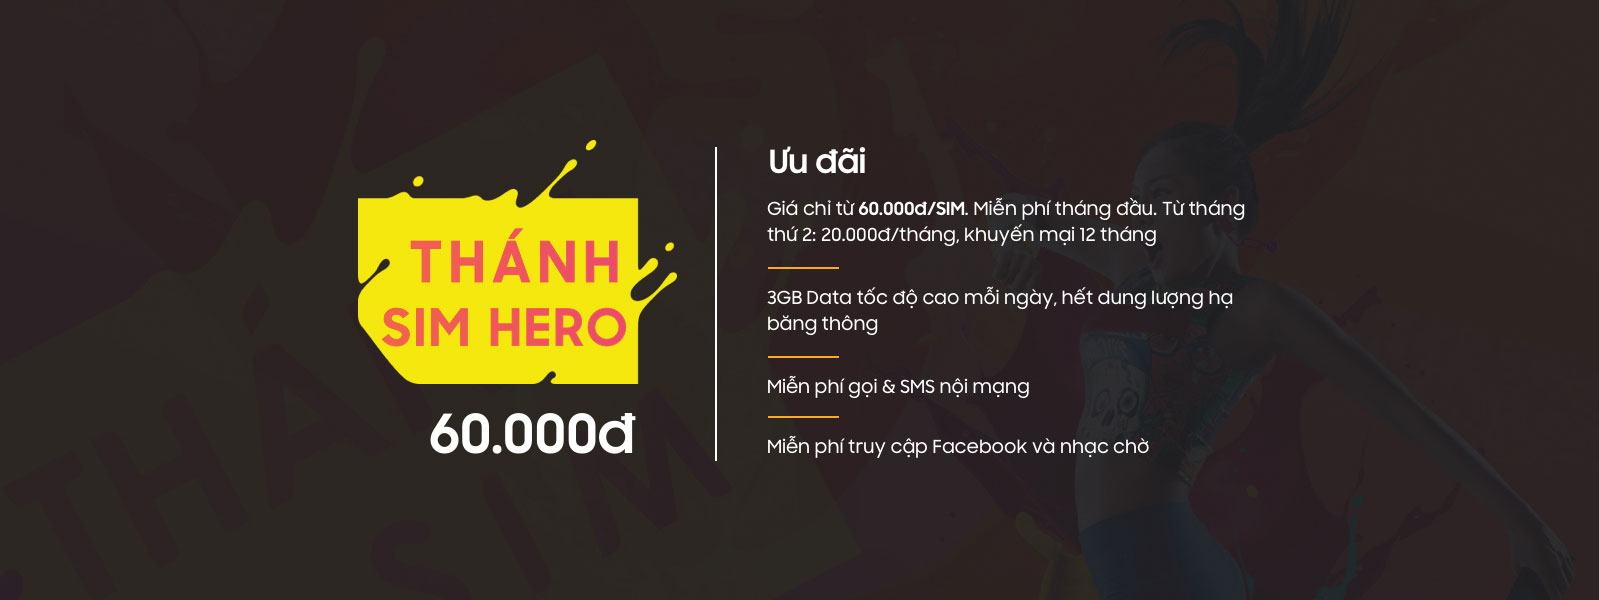 THÁNH
SIM HERO
60.000đ
Ưu đãi
Giá chỉ từ 60.000đ/SIM. Miễn phí tháng đầu. Từ tháng
thứ 2: 20.000đ/tháng, khuyến mại 12 tháng
3GB Data tốc độ cao mỗi ngày, hết dung lượng hạ
băng thông
Miễn phí gọi & SMS nội mạng
Miễn phí truy cập Facebook và nhạc chờ
THÁNH
SIM